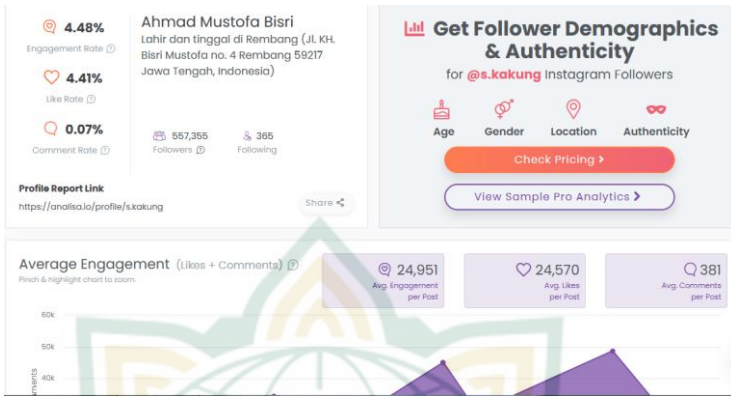 4.48%
Engagement Rate
4.41%
Like Rate
0.07%
Comment Rate
Ahmad Mustofa Bisri
Lahir dan tinggal di Rembang (Jl. KH.
Bisri Mustofa no. 4 Rembang 59217
Jawa Tengah, Indonesia)
557,355
Followers
365
Following
Profile Report Link
https://analisa.io/profile/s.kakung
Share
Get Follower Demographics
& Authenticity
for @s.kakung Instagram Followers
Age Gender Location Authenticity
Check Pricing >
View Sample Pro Analytics >
Average Engagement (Likes + Comments)
Pinch & highlight chart to zoom.
24,951
Avg. Engagement
per Post
24,570
Avg. Likes
per Post
381
Avg. Comments
per Post
60k
50k
40k